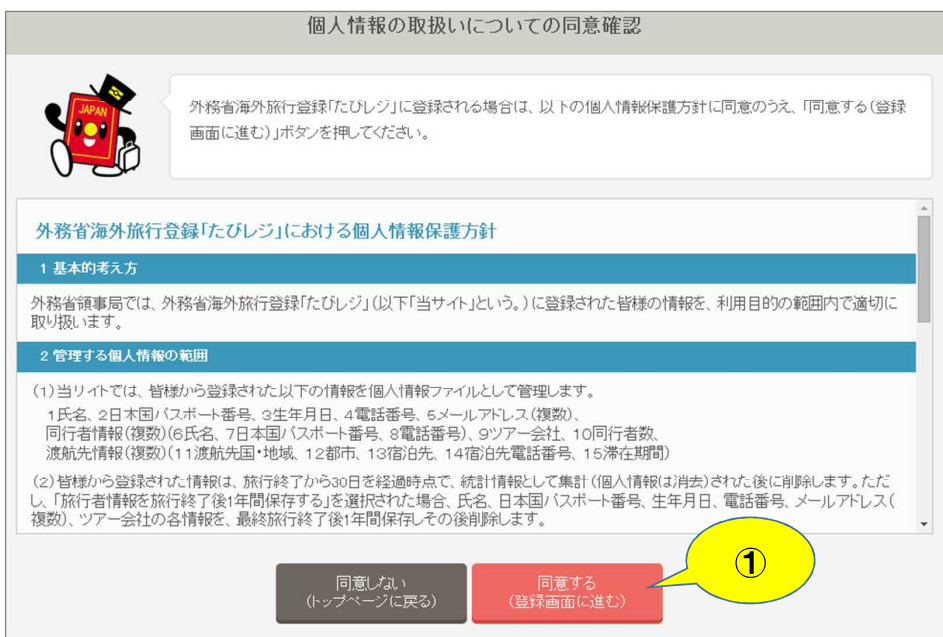 個人情報の取扱いについての同意確認
JAPAN
外務省海外旅行登録「たびレジ」に登録される場合は、以下の個人情報保護方針に同意のうえ、「同意する(登録
画面に進む)」ボタンを押してください。
外務省海外旅行登録「たびレジ」における個人情報保護方針
1 基本的考え方
外務省領事局では、外務省海外旅行登録「たびレジ」(以下「当サイト」という。)に登録された皆様の情報を、利用目的の範囲内で適切に
取り扱います。
2 管理する個人情報の範囲
(1)当サイトでは、皆様から登録された以下の情報を個人情報ファイルとして管理します。
1氏名、2日本国パスポート番号、3生年月日、4電話番号、5メールアドレス(複数)、
同行者情報(複数)(6氏名、7日本国パスポート番号、8電話番号)、9ツアー会社、10同行者数、
渡航先情報(複数)(11渡航先国・地域、12都市、13宿泊先、14宿泊先電話番号、15滞在期間)
(2)皆様から登録された情報は、旅行終了から30日を経過時点で、統計情報として集計(個人情報は消去)された後に削除します。ただ
し、「旅行者情報を旅行終了後1年間保存する」を選択された場合、氏名、日本国パスポート番号、生年月日、電話番号、メールアドレス(
複数)、ツアー会社の各情報を、最終旅行終了後1年間保存しその後削除します。
①
同意しない
(トップページに戻る)
同意する
(登録画面に進む)